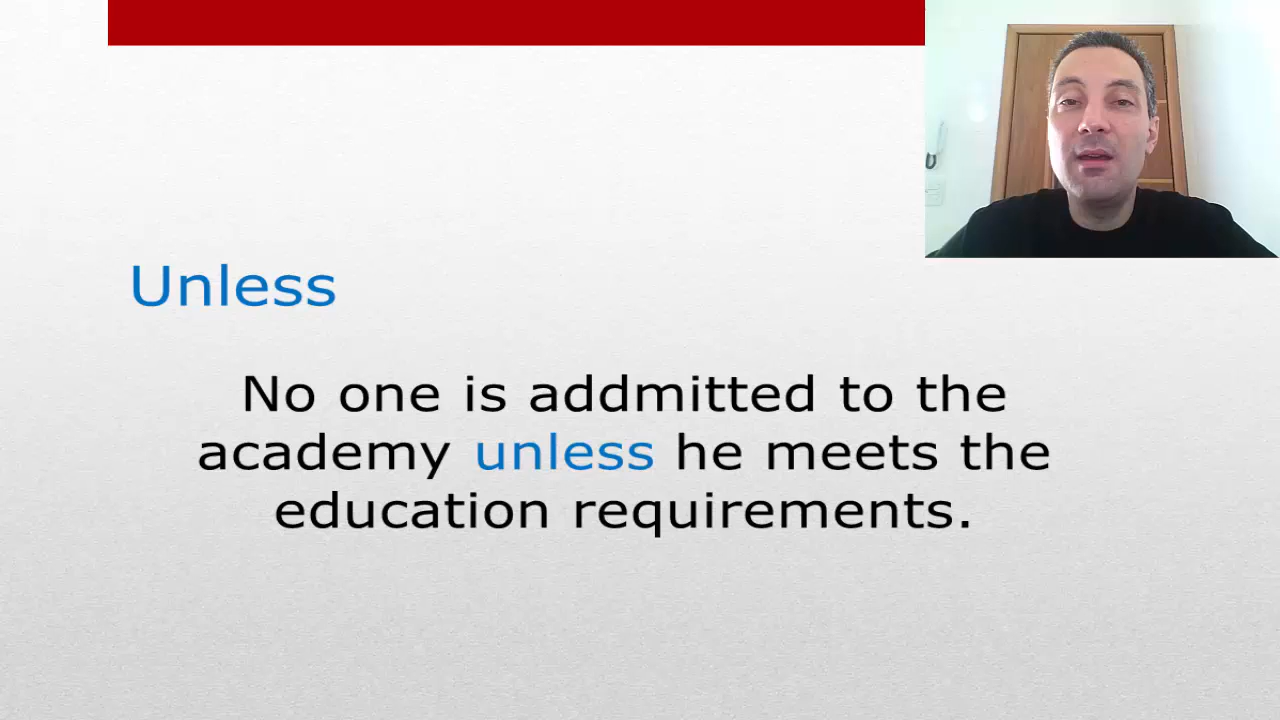 Unless
No one is addmitted to the
academy unless he meets the
education requirements.